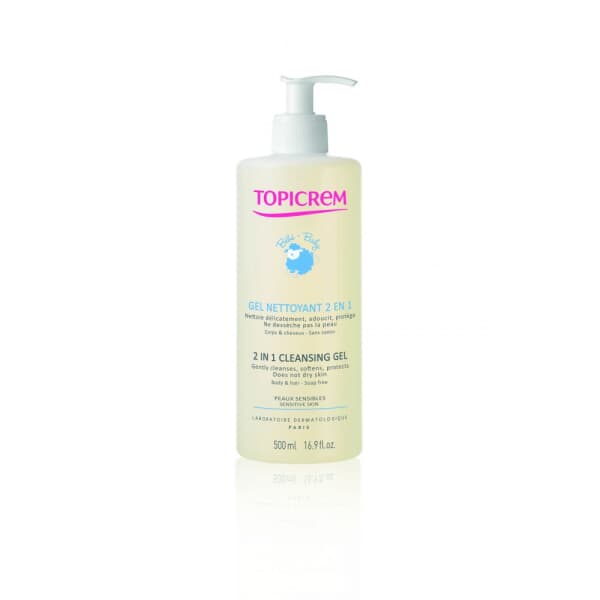 TOPICREM
Bébé - Baby
GEL NETTOYANT 2 EN 1
Nettoie délicatement, adoucit, protège
Ne dessèche pas la peau
Corps & cheveux - Sans savon
2 IN 1 CLEANSING GEL
Gently cleanses, softens, protects
Does not dry skin
Body & hair - Soap free
PEAUX SENSIBLES
SENSITIVE SKIN
LABORATOIRE DERMATOLOGIQUE
PARIS
500 ml 16.9 fl.oz.